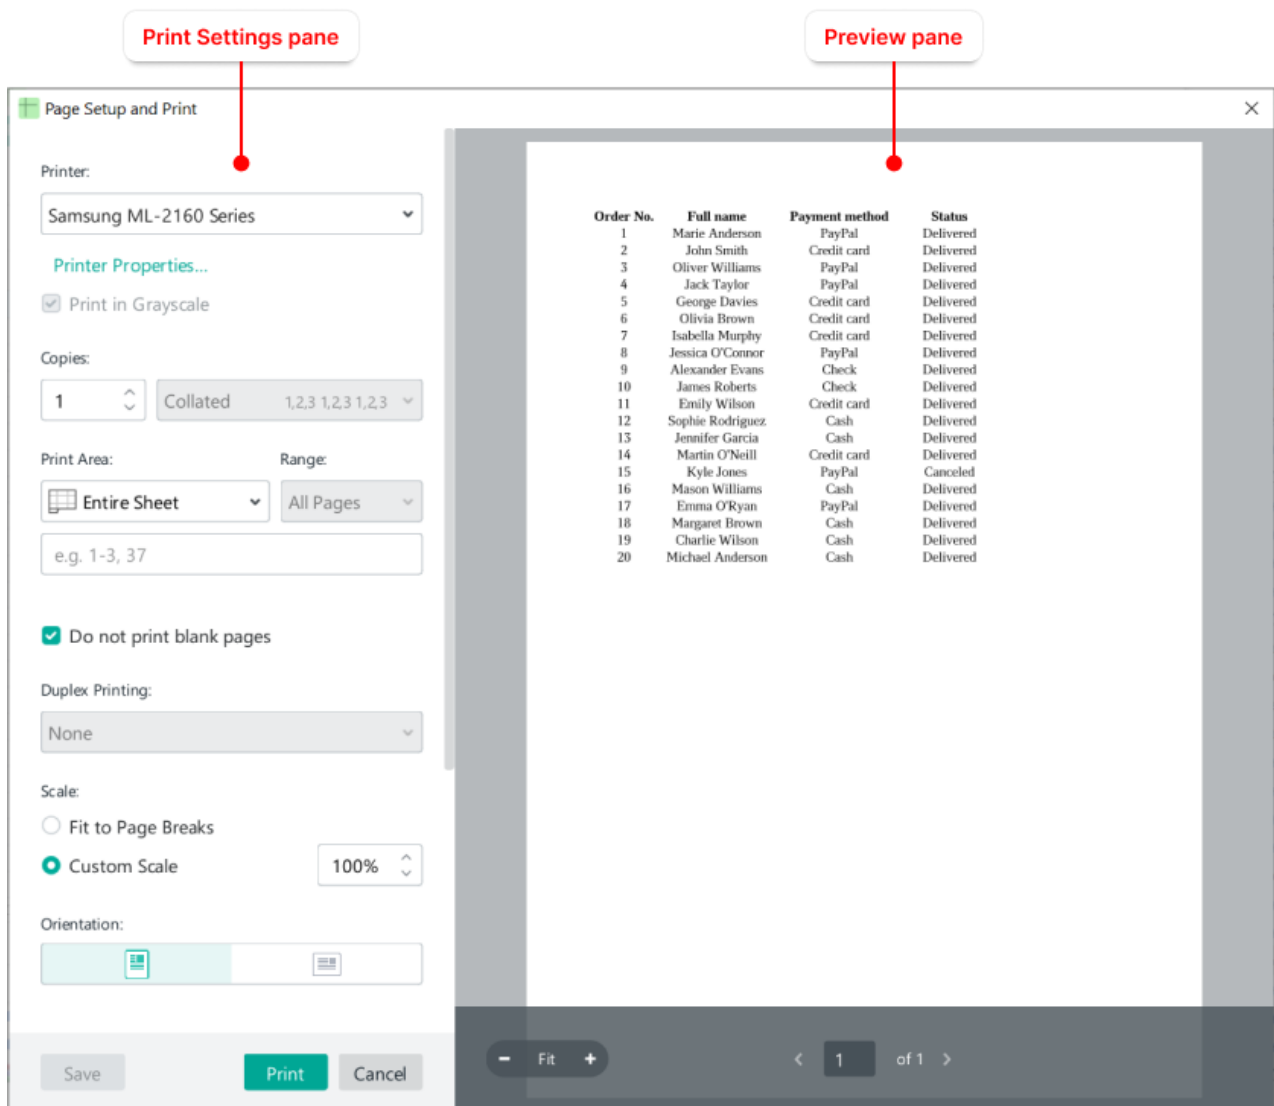 Print Settings pane
Preview pane
Page Setup and Print
Printer:
Samsung ML-2160 Series
Printer Properties...
Print in Grayscale
Copies:
1 Collated 1,2,3 1,2,3 1,2,3
Print Area: Range:
Entire Sheet All Pages
e.g. 1-3, 37
Do not print blank pages
Duplex Printing:
None
Scale:
Fit to Page Breaks
Custom Scale 100%
Orientation:
Save Print Cancel
Order No. Full name Payment method Status
1 Marie Anderson PayPal Delivered
2 John Smith Credit card Delivered
3 Oliver Williams PayPal Delivered
4 Jack Taylor PayPal Delivered
5 George Davies Credit card Delivered
6 Olivia Brown Credit card Delivered
7 Isabella Murphy Credit card Delivered
8 Jessica O'Connor PayPal Delivered
9 Alexander Evans Check Delivered
10 James Roberts Check Delivered
11 Emily Wilson Credit card Delivered
12 Sophie Rodriguez Cash Delivered
13 Jennifer Garcia Cash Delivered
14 Martin O'Neill Credit card Delivered
15 Kyle Jones PayPal Canceled
16 Mason Williams Cash Delivered
17 Emma O'Ryan PayPal Delivered
18 Margaret Brown Cash Delivered
19 Charlie Wilson Cash Delivered
20 Michael Anderson Cash Delivered
Fit 1 of 1